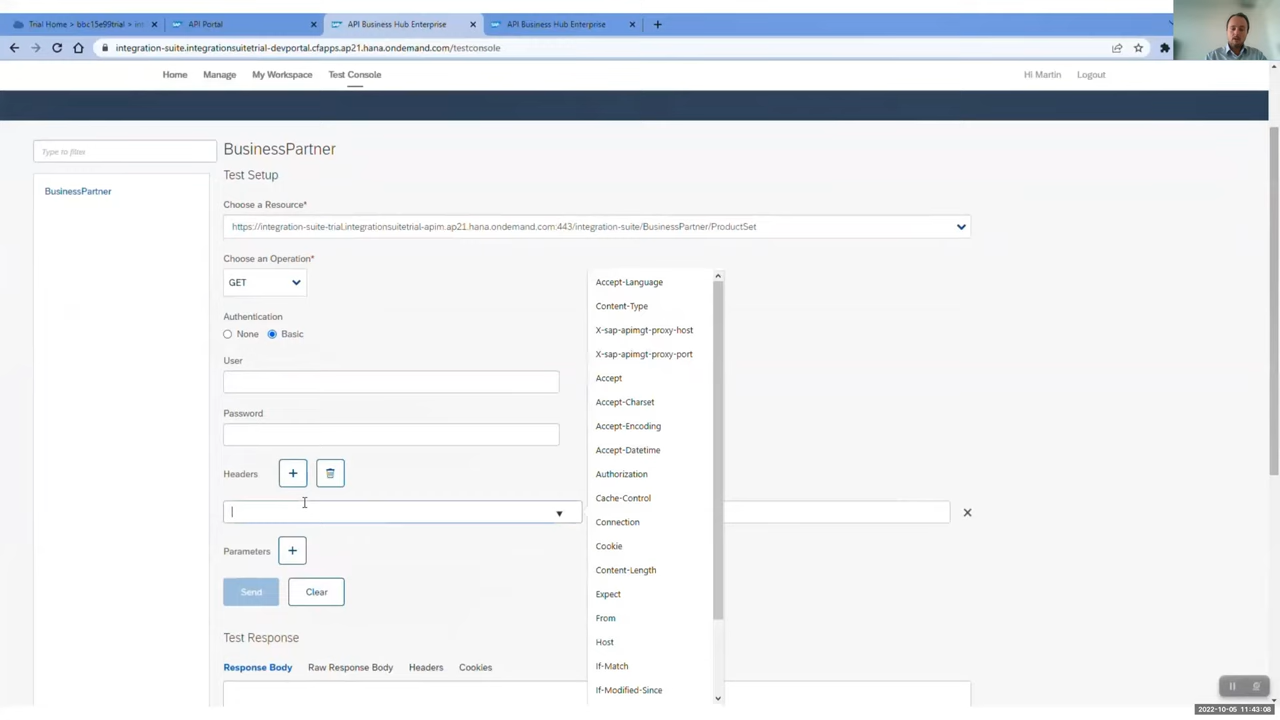 Trial Home > bbc15e99trial > API Portal API Business Hub Enterprise API Business Hub Enterprise
integration-suite.integrationsuitetrial-devportal.cfapps.ap21.hana.ondemand.com/testconsole
Home Manage My Workspace Test Console Hi Martin Logout
Type to filter
BusinessPartner
BusinessPartner
Test Setup
Choose a Resource*
https://integration-suite-trial.integrationsuitetrial-apim.ap21.hana.ondemand.com:443/integration-suite/BusinessPartner/ProductSet
Choose an Operation*
GET
Authentication
None Basic
User
Password
Headers
Parameters
Send Clear
Accept-Language
Content-Type
X-sap-apimgt-proxy-host
X-sap-apimgt-proxy-port
Accept
Accept-Charset
Accept-Encoding
Accept-Datetime
Authorization
Cache-Control
Connection
Cookie
Content-Length
Expect
From
Host
If-Match
If-Modified-Since
Test Response
Response Body Raw Response Body Headers Cookies
2022-10-05 11:43:08